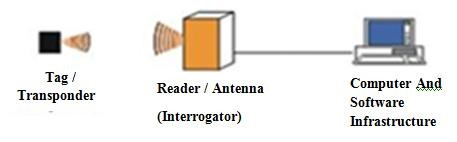 Tag /
Transponder
Reader / Antenna
(Interrogator)
Computer And
Software
Infrastructure